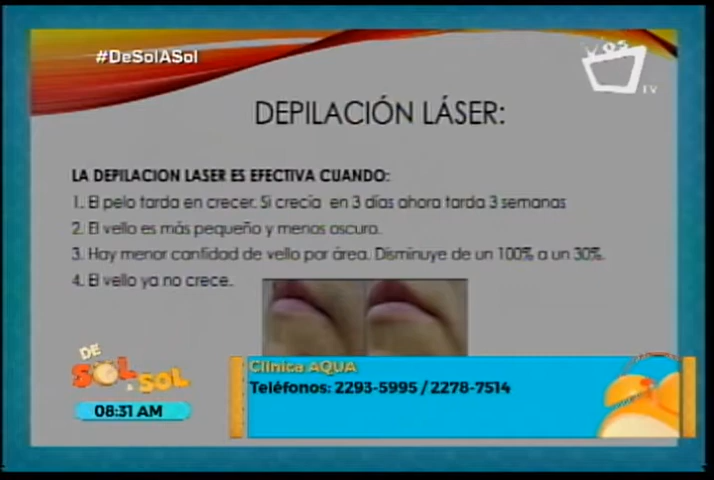 #DeSolASol
VOS
TV
DEPILACIÓN LÁSER:
LA DEPILACION LASER ES EFECTIVA CUANDO:
1. El pelo tarda en crecer. Si crecía en 3 días ahora tarda 3 semanas
2. El vello es más pequeño y menos oscuro.
3. Hay menor cantidad de vello por área. Disminuye de un 100% a un 30%.
4. El vello ya no crece.
DE
SOL
A SOL
08:31 AM
Clínica AQUA
Teléfonos: 2293-5995 / 2278-7514